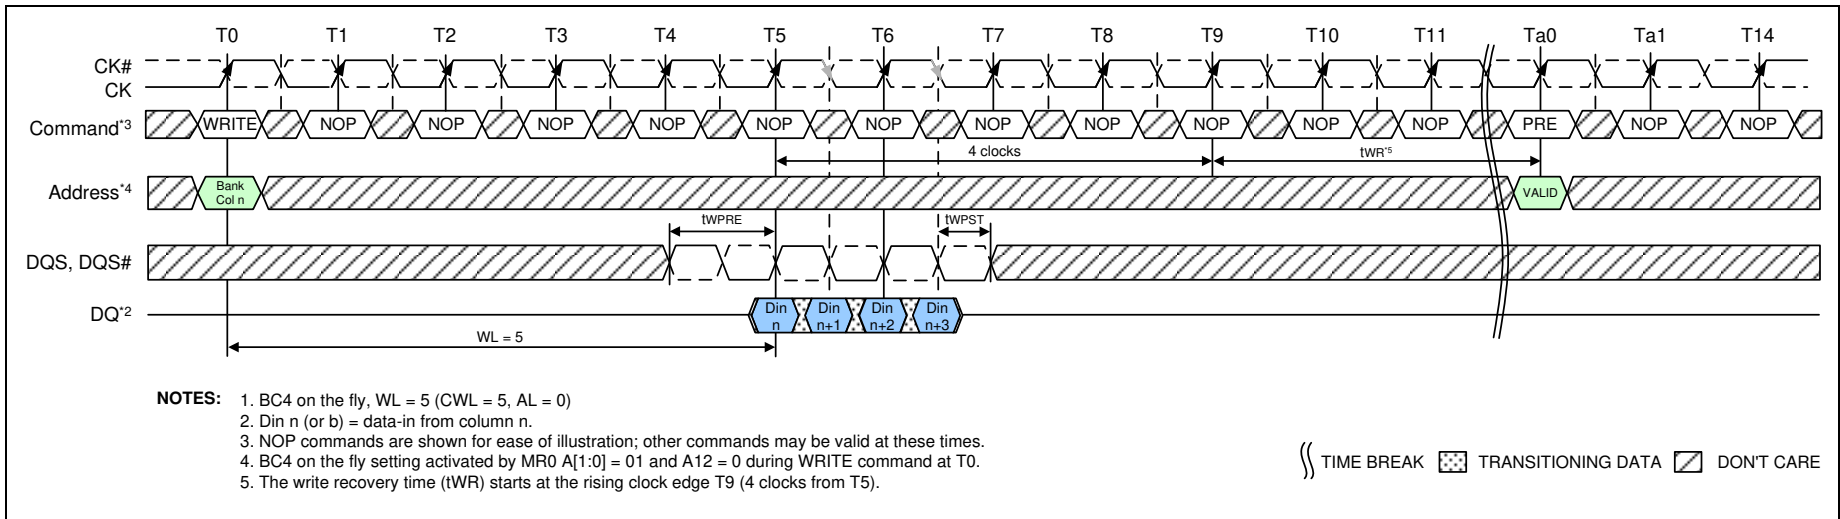 T0 T1 T2 T3 T4 T5 T6 T7 T8 T9 T10 T11 Ta0 Ta1 T14
CK#
CK
Command*3 WRITE NOP NOP NOP NOP NOP NOP NOP NOP NOP NOP NOP PRE NOP NOP
4 clocks tWR*5
Address*4 Bank Col n VALID
tWPRE tWPST
DQS, DQS#
DQ*2 Din n Din n+1 Din n+2 Din n+3
WL = 5
NOTES: 1. BC4 on the fly, WL = 5 (CWL = 5, AL = 0)
2. Din n (or b) = data-in from column n.
3. NOP commands are shown for ease of illustration; other commands may be valid at these times.
4. BC4 on the fly setting activated by MR0 A[1:0] = 01 and A12 = 0 during WRITE command at T0.
5. The write recovery time (tWR) starts at the rising clock edge T9 (4 clocks from T5).
TIME BREAK TRANSITIONING DATA DON'T CARE